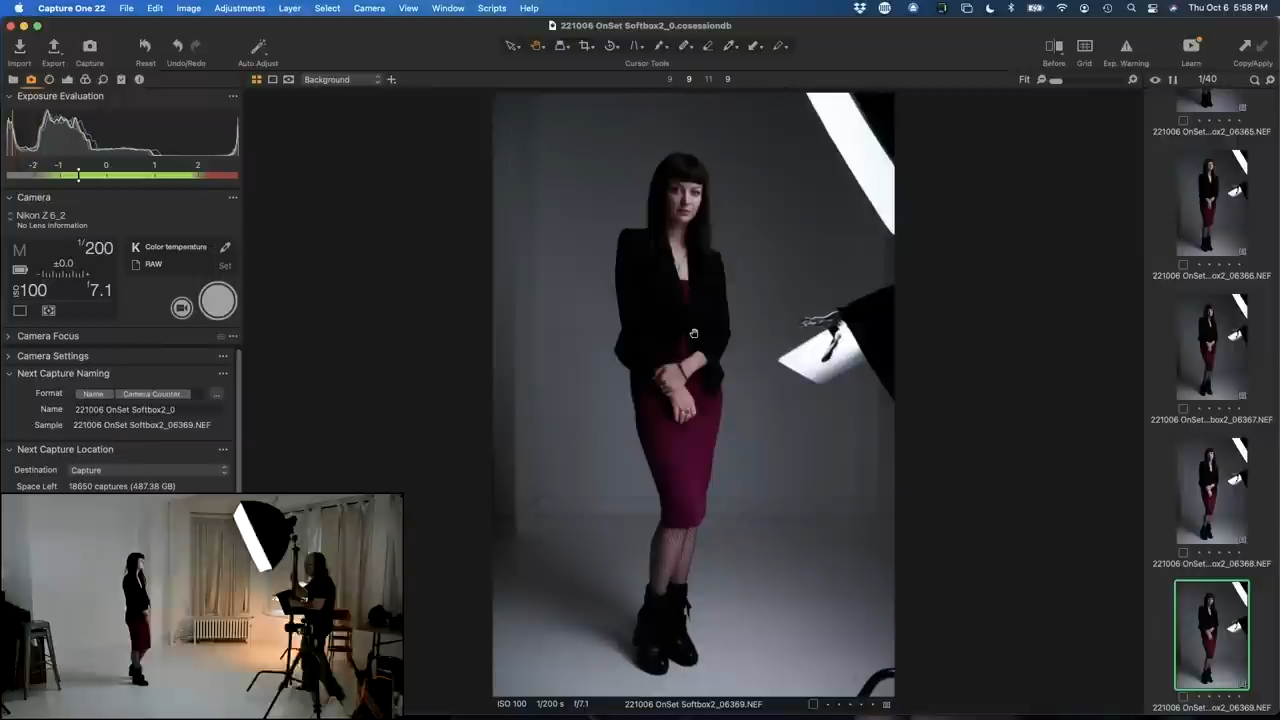 Capture One 22 File Edit Image Adjustments Layer Select Camera View Window Scripts Help Thu Oct 6 5:58 PM
221006 OnSet Softbox2_0.cosessiondb
Import Export Capture Reset Undo/Redo Auto Adjust Cursor Tools Before Grid Exp. Warning Learn Copy/Apply
Background 9 9 11 9 Fit 1/40
Exposure Evaluation
-2 -1 0 1 2
Camera
Nikon Z 6_2
No Lens information
M 1/200 K Color temperature
±0.0 RAW Set
ISO 100 f7.1
Camera Focus
Camera Settings
Next Capture Naming
Format Name Camera Counter ...
Name 221006 OnSet Softbox2_0
Sample 221006 OnSet Softbox2_06369.NEF
Next Capture Location
Destination Capture
Space Left 18650 captures (487.38 GB)
221006 OnSet...ox2_06365.NEF
221006 OnSet...ox2_06366.NEF
221006 OnSet...box2_06367.NEF
221006 OnSet...ox2_06368.NEF
221006 OnSet...ox2_06369.NEF
ISO 100 1/200 s f/7.1 221006 OnSet Softbox2_06369.NEF